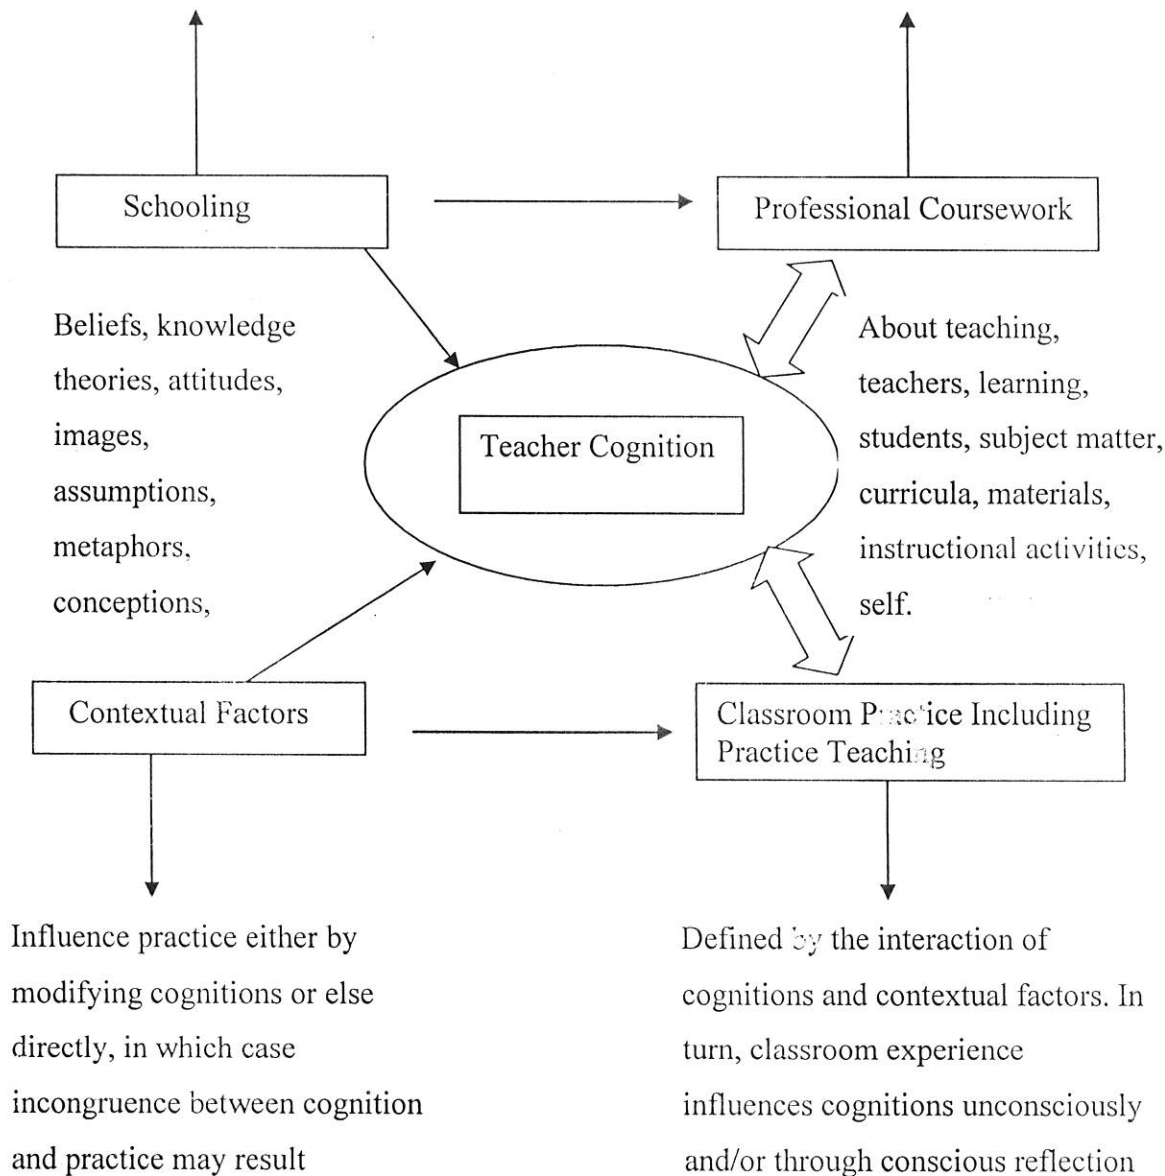 Schooling
Professional Coursework
Beliefs, knowledge
theories, attitudes,
images,
assumptions,
metaphors,
conceptions,
Teacher Cognition
About teaching,
teachers, learning,
students, subject matter,
curricula, materials,
instructional activities,
self.
Contextual Factors
Classroom Practice Including
Practice Teaching
Influence practice either by
modifying cognitions or else
directly, in which case
incongruence between cognition
and practice may result
Defined by the interaction of
cognitions and contextual factors. In
turn, classroom experience
influences cognitions unconsciously
and/or through conscious reflection